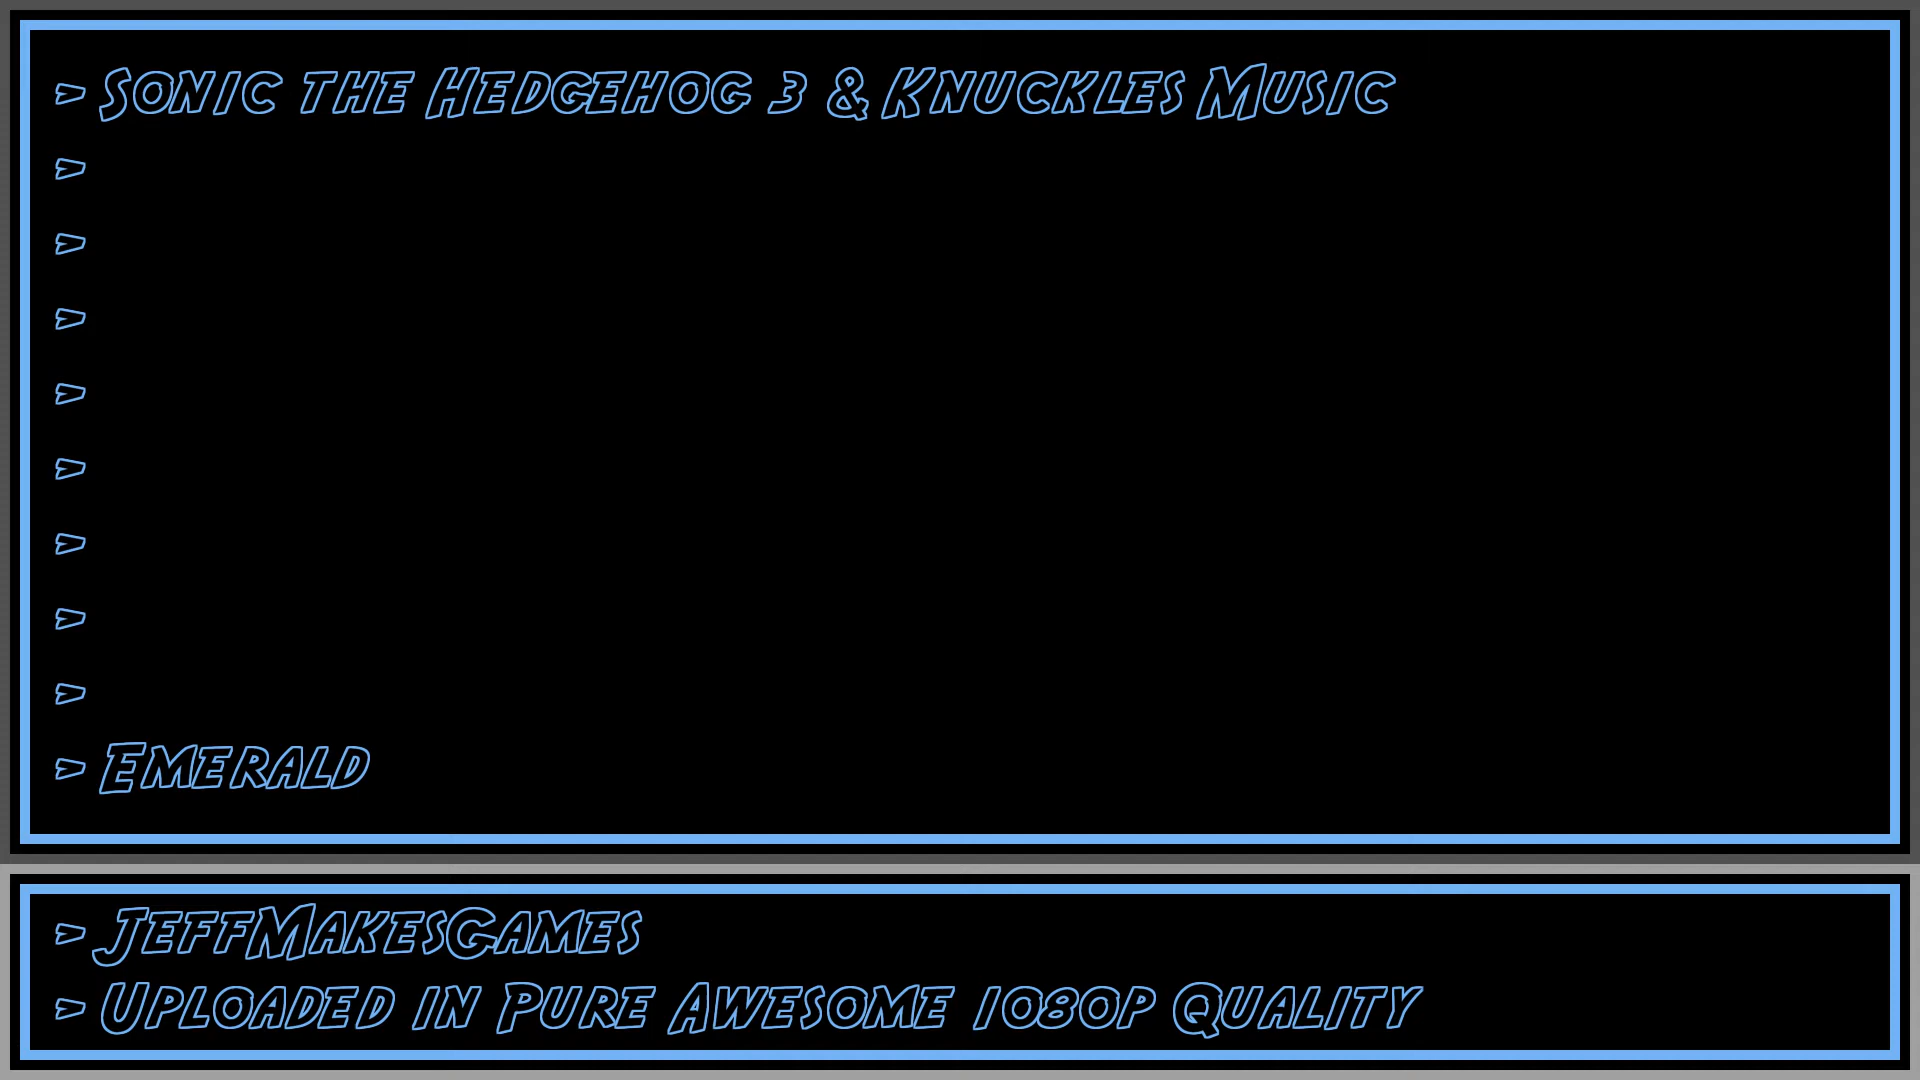 > Sonic the Hedgehog 3 & Knuckles Music
>
>
>
>
>
>
>
>
> Emerald
> JeffMakesGames
> Uploaded in Pure Awesome 1080p Quality